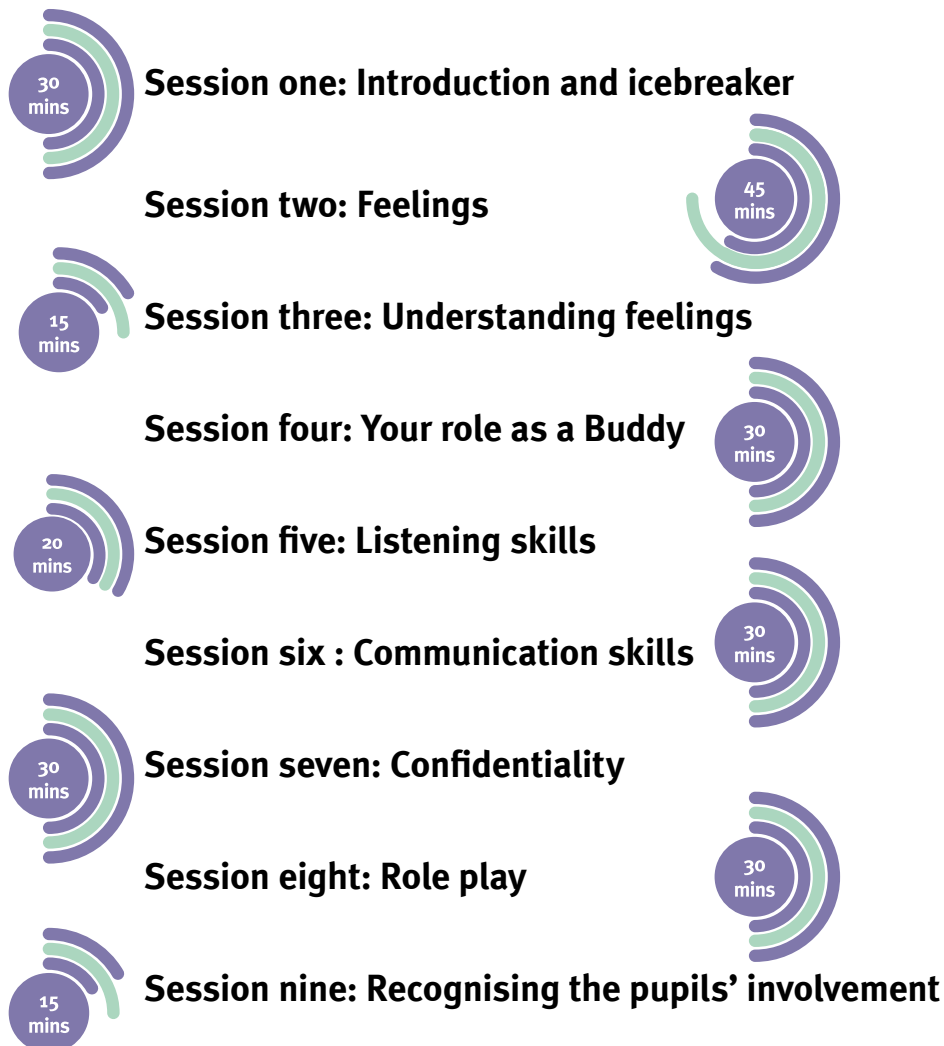 30
mins
Session one: Introduction and icebreaker
Session two: Feelings
45
mins
15
mins
Session three: Understanding feelings
Session four: Your role as a Buddy
30
mins
20
mins
Session five: Listening skills
Session six : Communication skills
30
mins
30
mins
Session seven: Confidentiality
Session eight: Role play
30
mins
15
mins
Session nine: Recognising the pupils’ involvement